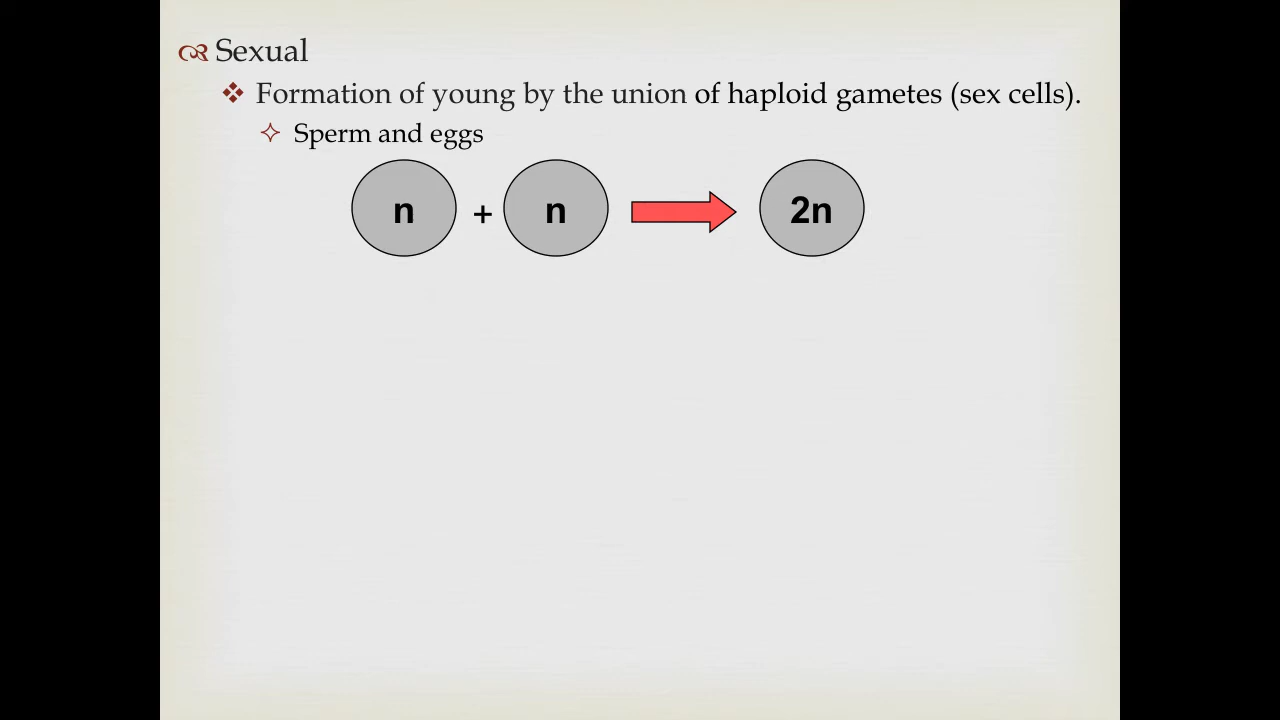 Sexual
Formation of young by the union of haploid gametes (sex cells).
Sperm and eggs
n + n 2n